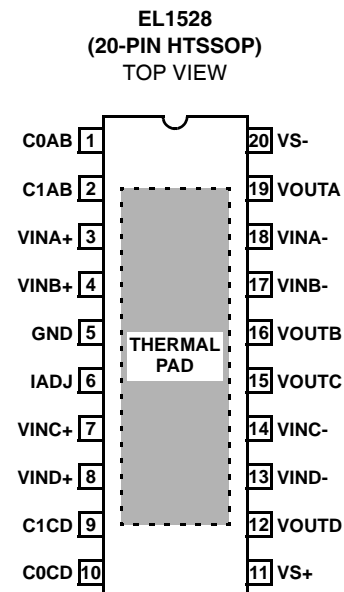 EL1528
(20-PIN HTSSOP)
TOP VIEW
C0AB 1 20 VS-
C1AB 2 19 VOUTA
VINA+ 3 18 VINA-
VINB+ 4 17 VINB-
GND 5 16 VOUTB
THERMAL
PAD
IADJ 6 15 VOUTC
VINC+ 7 14 VINC-
VIND+ 8 13 VIND-
C1CD 9 12 VOUTD
C0CD 10 11 VS+